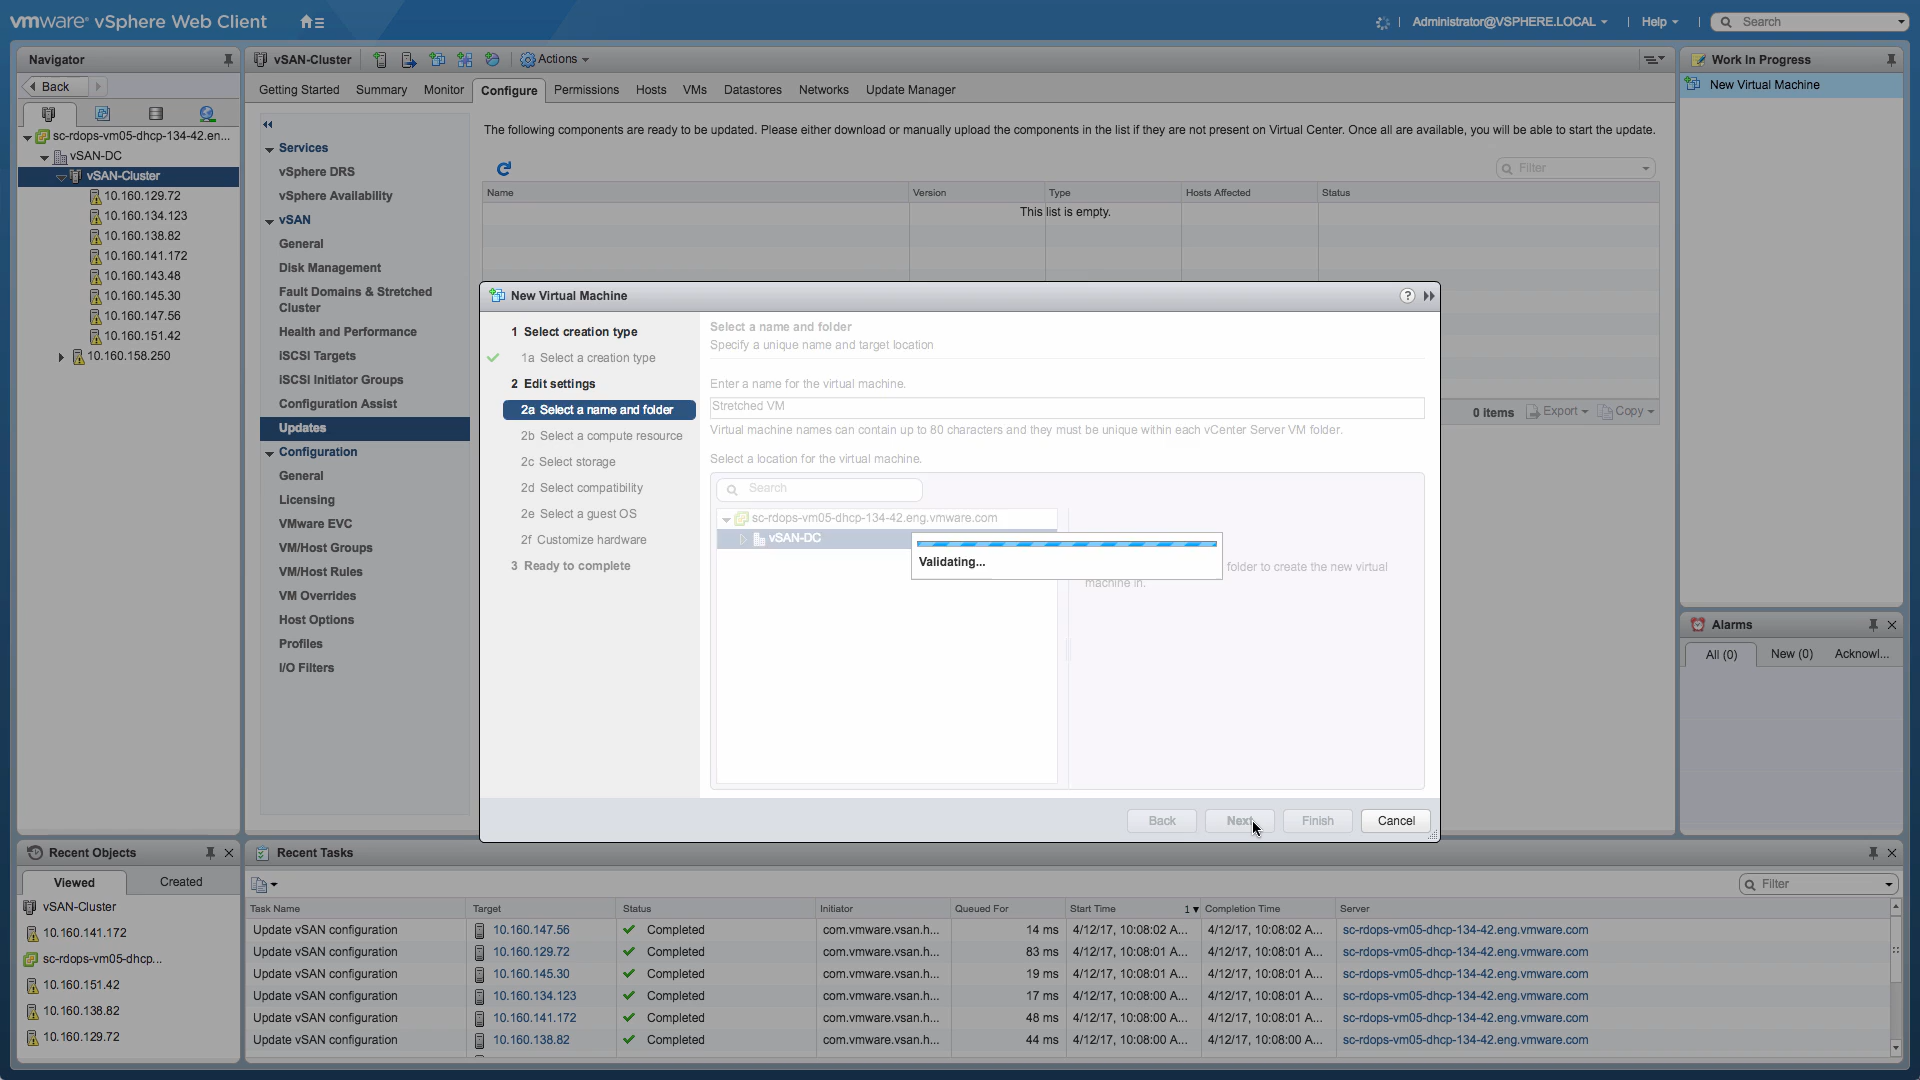 vmware® vSphere Web Client
Administrator@VSPHERE.LOCAL
Help
Search
Navigator
Back
sc-rdops-vm05-dhcp-134-42.en...
vSAN-DC
vSAN-Cluster
10.160.129.72
10.160.134.123
10.160.138.82
10.160.141.172
10.160.143.48
10.160.145.30
10.160.147.56
10.160.151.42
10.160.158.250
vSAN-Cluster
Actions
Getting Started Summary Monitor Configure Permissions Hosts VMs Datastores Networks Update Manager
Services
vSphere DRS
vSphere Availability
vSAN
General
Disk Management
Fault Domains & Stretched
Cluster
Health and Performance
iSCSI Targets
iSCSI Initiator Groups
Configuration Assist
Updates
Configuration
General
Licensing
VMware EVC
VM/Host Groups
VM/Host Rules
VM Overrides
Host Options
Profiles
I/O Filters
The following components are ready to be updated. Please either download or manually upload the components in the list if they are not present on Virtual Center. Once all are available, you will be able to start the update.
Filter
Name Version Type Hosts Affected Status
This list is empty.
0 items Export Copy
New Virtual Machine
?
1 Select creation type
1a Select a creation type
2 Edit settings
2a Select a name and folder
2b Select a compute resource
2c Select storage
2d Select compatibility
2e Select a guest OS
2f Customize hardware
3 Ready to complete
Select a name and folder
Specify a unique name and target location
Enter a name for the virtual machine.
Stretched VM
Virtual machine names can contain up to 80 characters and they must be unique within each vCenter Server VM folder.
Select a location for the virtual machine.
Search
sc-rdops-vm05-dhcp-134-42.eng.vmware.com
vSAN-DC
Validating...
folder to create the new virtual
machine in.
Back Next Finish Cancel
Work In Progress
New Virtual Machine
Alarms
All (0) New (0) Acknowl...
Recent Objects
Viewed Created
vSAN-Cluster
10.160.141.172
sc-rdops-vm05-dhcp...
10.160.151.42
10.160.138.82
10.160.129.72
Recent Tasks
Filter
Task Name Target Status Initiator Queued For Start Time 1 Completion Time Server
Update vSAN configuration 10.160.147.56 Completed com.vmware.vsan.h... 14 ms 4/12/17, 10:08:02 A... 4/12/17, 10:08:02 A... sc-rdops-vm05-dhcp-134-42.eng.vmware.com
Update vSAN configuration 10.160.129.72 Completed com.vmware.vsan.h... 83 ms 4/12/17, 10:08:01 A... 4/12/17, 10:08:01 A... sc-rdops-vm05-dhcp-134-42.eng.vmware.com
Update vSAN configuration 10.160.145.30 Completed com.vmware.vsan.h... 19 ms 4/12/17, 10:08:01 A... 4/12/17, 10:08:01 A... sc-rdops-vm05-dhcp-134-42.eng.vmware.com
Update vSAN configuration 10.160.134.123 Completed com.vmware.vsan.h... 17 ms 4/12/17, 10:08:00 A... 4/12/17, 10:08:01 A... sc-rdops-vm05-dhcp-134-42.eng.vmware.com
Update vSAN configuration 10.160.141.172 Completed com.vmware.vsan.h... 48 ms 4/12/17, 10:08:00 A... 4/12/17, 10:08:01 A... sc-rdops-vm05-dhcp-134-42.eng.vmware.com
Update vSAN configuration 10.160.138.82 Completed com.vmware.vsan.h... 44 ms 4/12/17, 10:08:00 A... 4/12/17, 10:08:00 A... sc-rdops-vm05-dhcp-134-42.eng.vmware.com